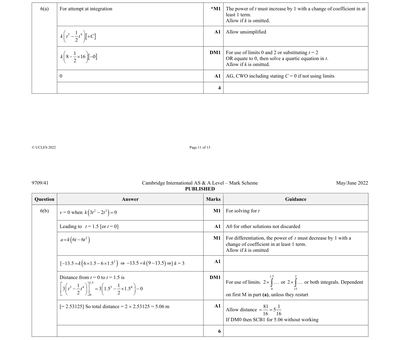 6(a)
For attempt at integration
*M1
The power of t must increase by 1 with a change of coefficient in at
least 1 term.
Allow if k is omitted.
k(t³ − 1/2 t⁴)[+C]
A1
Allow unsimplified
k(8 − 1/2 × 16)[−0]
DM1
For use of limits 0 and 2 or substituting t = 2
OR equate to 0, then solve a quartic equation in t.
Allow if k is omitted.
0
A1
AG, CWO including stating C = 0 if not using limits
4
© UCLES 2022
Page 11 of 13
9709/41
Cambridge International AS & A Level – Mark Scheme
PUBLISHED
May/June 2022
Question
Answer
Marks
Guidance
6(b)
v = 0 when k(3t² − 2t³) = 0
M1
For solving for t
Leading to t = 1.5 [or t = 0]
A1
A0 for other solutions not discarded
a = k(6t − 6t²)
M1
For differentiation, the power of t must decrease by 1 with a
change of coefficient in at least 1 term.
Allow if k is omitted
[−13.5 = k(6×1.5 − 6×1.5²) ⇒ −13.5 = k(9 − 13.5) ⇒] k = 3
A1
Distance from t = 0 to t = 1.5 is
[3(t³ − 1/2 t⁴)] = 3(1.5³ − 1/2 × 1.5⁴) − 0
DM1
For use of limits. 2× or 2× or both integrals. Dependent
on first M in part (a), unless they restart
[= 2.53125] So total distance = 2 × 2.53125 = 5.06 m
A1
Allow distance = 81/16 = 5 1/16
If DM0 then SCB1 for 5.06 without working
6